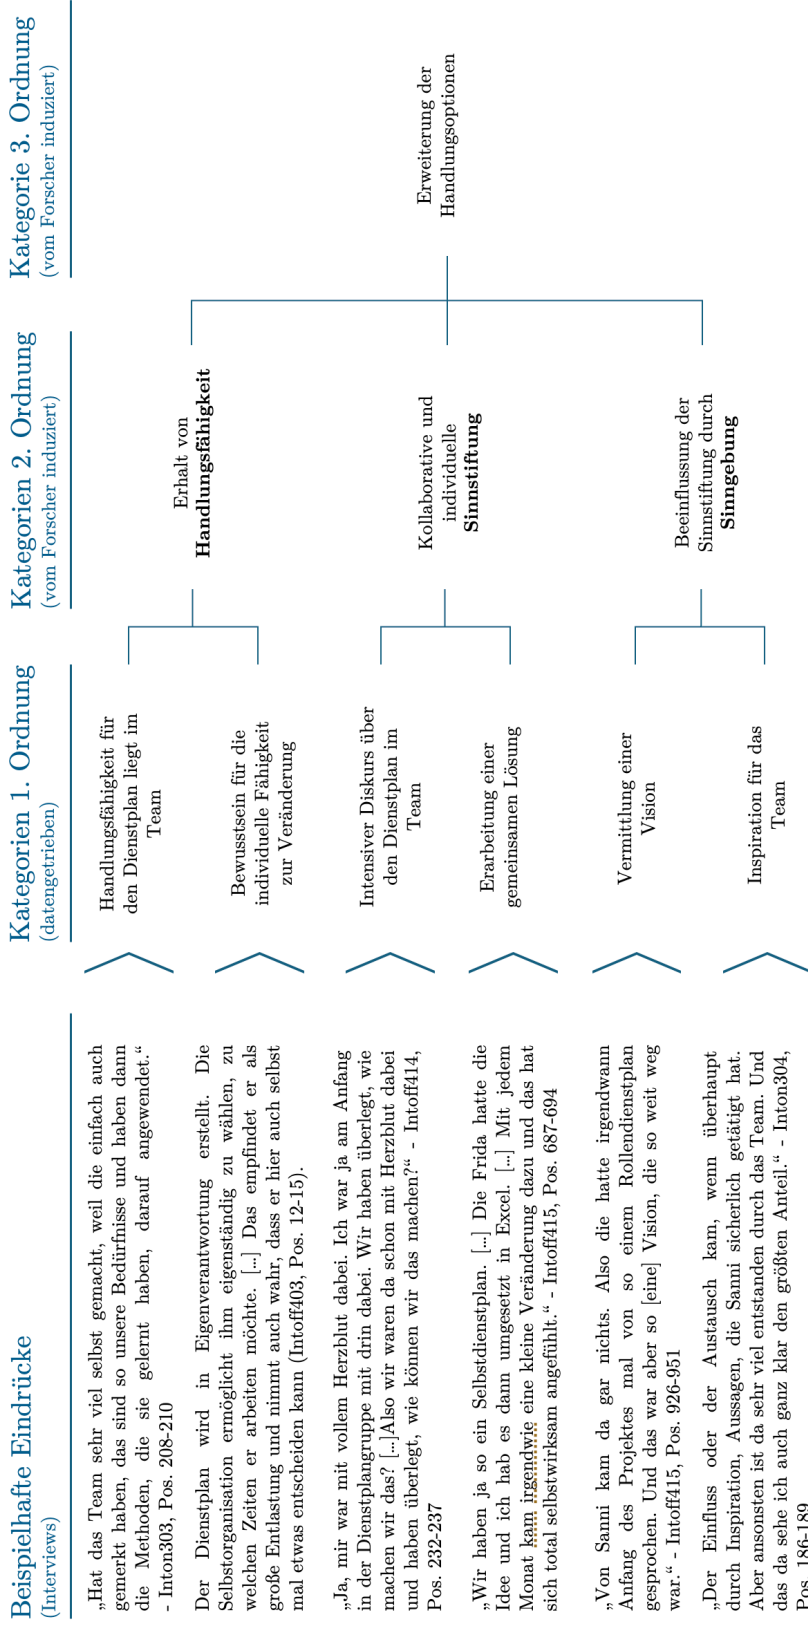 Beispielhafte Eindrücke
(Interviews)
„Hat das Team sehr viel selbst gemacht, weil die einfach auch
gemerkt haben, das sind so unsere Bedürfnisse und haben dann
die Methoden, die sie gelernt haben, darauf angewendet.“
- Inton303, Pos. 208-210
Der Dienstplan wird in Eigenverantwortung erstellt. Die
Selbstorganisation ermöglicht ihm eigenständig zu wählen, zu
welchen Zeiten er arbeiten möchte. [...] Das empfindet er als
große Entlastung und nimmt auch wahr, dass er hier auch selbst
mal etwas entscheiden kann (Intoff403, Pos. 12-15).
„Ja, mir war mit vollem Herzblut dabei. Ich war ja am Anfang
in der Dienstplangruppe mit drin dabei. Wir haben überlegt, wie
machen wir das? [...]Also wir waren da schon mit Herzblut dabei
und haben überlegt, wie können wir das machen?“ - Intoff414,
Pos. 232-237
„Wir haben ja so ein Selbstdienstplan. [...] Die Frida hatte die
Idee und ich hab es dann umgesetzt in Excel. [...] Mit jedem
Monat kam irgendwie eine kleine Veränderung dazu und das hat
sich total selbstwirksam angefühlt.“ - Intoff415, Pos. 687-694
„Von Sanni kam da gar nichts. Also die hatte irgendwann
Anfang des Projektes mal von so einem Rollendienstplan
gesprochen. Und das war aber so [eine] Vision, die so weit weg
war.“ - Intoff415, Pos. 926-951
„Der Einfluss oder der Austausch kam, wenn überhaupt
durch Inspiration, Aussagen, die Sanni sicherlich getätigt hat.
Aber ansonsten ist da sehr viel entstanden durch das Team. Und
das da sehe ich auch ganz klar den größten Anteil.“ - Inton304,
Pos. 186-189
Kategorien 1. Ordnung
(datengetrieben)
Handlungsfähigkeit für
den Dienstplan liegt im
Team
Bewusstsein für die
individuelle Fähigkeit
zur Veränderung
Intensiver Diskurs über
den Dienstplan im
Team
Erarbeitung einer
gemeinsamen Lösung
Vermittlung einer
Vision
Inspiration für das
Team
Kategorien 2. Ordnung
(vom Forscher induziert)
Erhalt von
Handlungsfähigkeit
Kollaborative und
individuelle
Sinnstiftung
Beeinflussung der
Sinnstiftung durch
Sinngebung
Kategorie 3. Ordnung
(vom Forscher induziert)
Erweiterung der
Handlungsoptionen